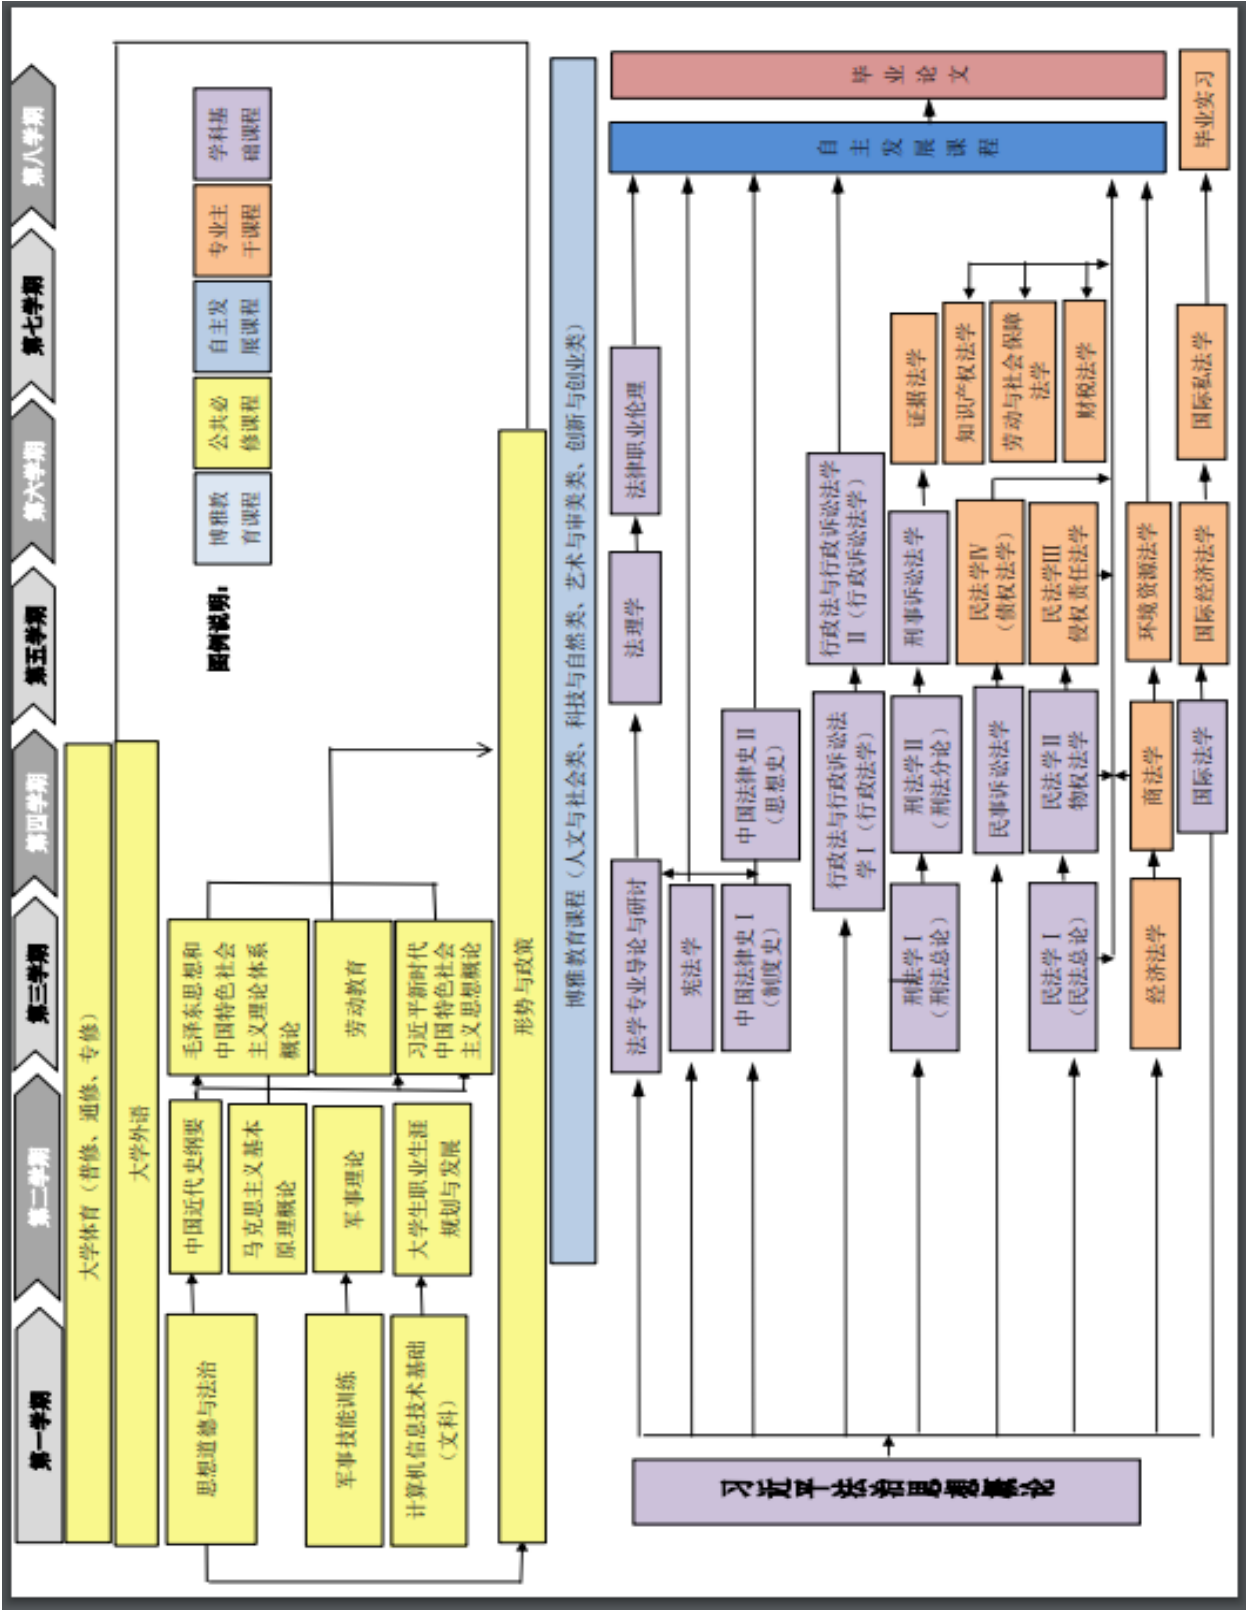 第一学期
第二学期
第三学期
第四学期
第五学期
第六学期
第七学期
第八学期
大学体育（普修、通修、专修）
大学外语
思想道德与法治
中国近代史纲要
马克思主义基本
原理概论
毛泽东思想和
中国特色社会
主义理论体系
概论
军事技能训练
军事理论
劳动教育
计算机信息技术基础
（文科）
大学生职业生涯
规划与发展
习近平新时代
中国特色社会
主义思想概论
形势与政策
图例说明：
博雅教
育课程
公共必
修课程
自主发
展课程
专业主
干课程
学科基
础课程
博雅教育课程（人文与社会类、科技与自然类、艺术与审美类、创新与创业类）
习近平法治思想概论
法学专业导论与研讨
法理学
法律职业伦理
宪法学
中国法律史Ⅰ
（制度史）
中国法律史Ⅱ
（思想史）
行政法与行政诉讼法
学Ⅰ（行政法学）
行政法与行政诉讼法学
Ⅱ（行政诉讼法学）
刑法学Ⅰ
（刑法总论）
刑法学Ⅱ
（刑法分论）
刑事诉讼法学
证据法学
民事诉讼法学
民法学Ⅳ
（债权法学）
知识产权法学
劳动与社会保障
法学
民法学Ⅰ
（民法总论）
民法学Ⅱ
物权法学
民法学Ⅲ
侵权责任法学
财税法学
经济法学
商法学
环境资源法学
国际法学
国际经济法学
国际私法学
毕业实习
自主发展课程
毕业论文